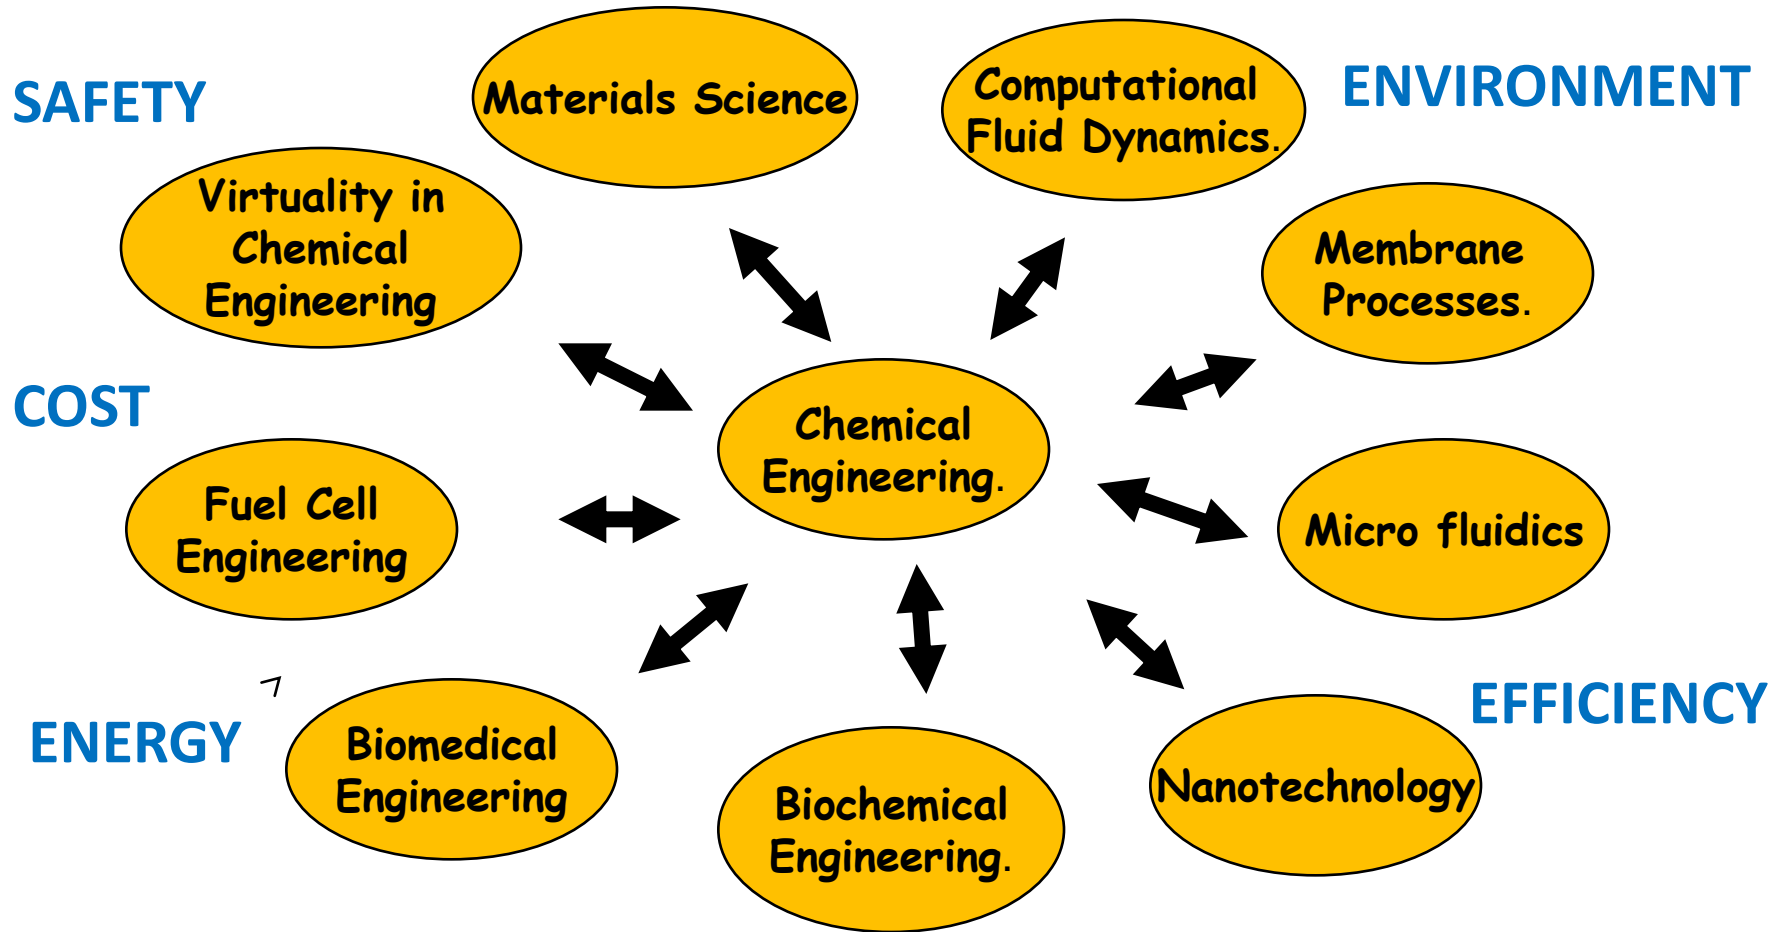 SAFETY
Materials Science
Computational
Fluid Dynamics.
ENVIRONMENT
Virtuality in
Chemical
Engineering
Membrane
Processes.
COST
Chemical
Engineering.
Fuel Cell
Engineering
Micro fluidics
ENERGY
Biomedical
Engineering
Biochemical
Engineering.
Nanotechnology
EFFICIENCY